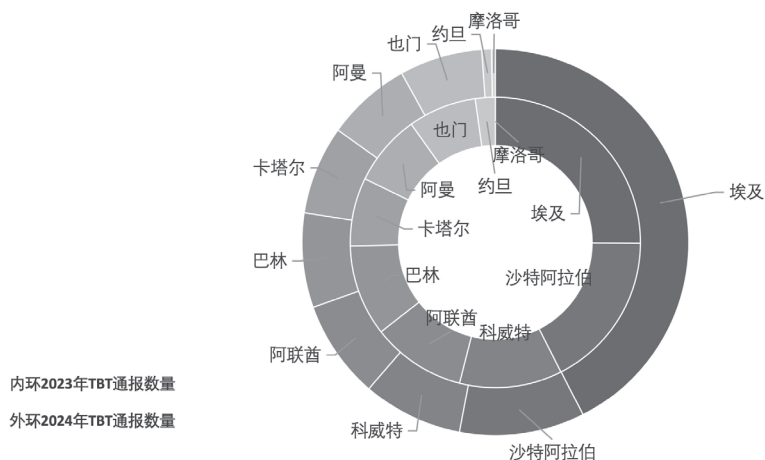 摩洛哥
约旦
也门
阿曼
卡塔尔
巴林
阿联酋
科威特
沙特阿拉伯
埃及
也门
摩洛哥
约旦
阿曼
埃及
卡塔尔
巴林
沙特阿拉伯
阿联酋
科威特
内环2023年TBT通报数量
外环2024年TBT通报数量